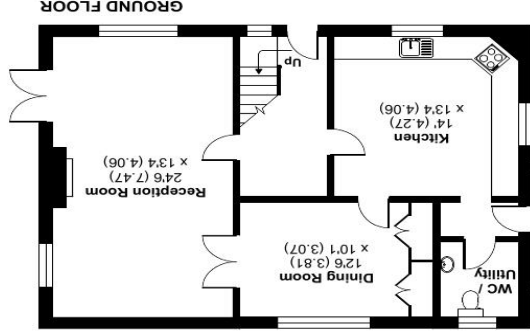 WC /
Utility
Dining Room
12'6 (3.81)
x 10'1 (3.07)
Reception Room
24'6 (7.47)
x 13'4 (4.06)
Kitchen
14' (4.27)
x 13'4 (4.06)
Up
GROUND FLOOR